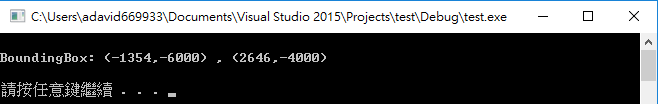 C:\Users\adavid669933\Documents\Visual Studio 2015\Projects\test\Debug\test.exe
BoundingBox: (-1354,-6000) , (2646,-4000)
請按任意鍵繼續 . . .